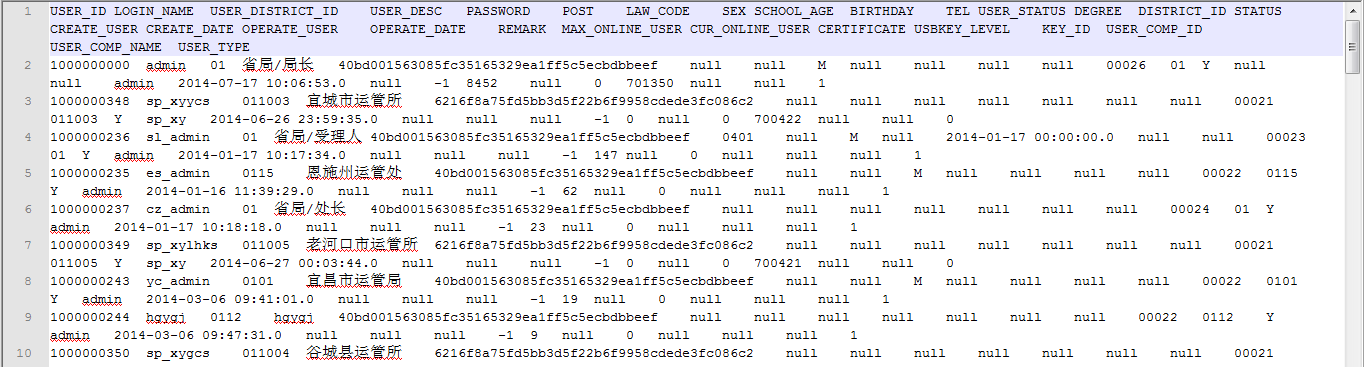 1 USER_ID LOGIN_NAME USER_DISTRICT_ID USER_DESC PASSWORD POST LAW_CODE SEX SCHOOL_AGE BIRTHDAY TEL USER_STATUS DEGREE DISTRICT_ID STATUS
CREATE_USER CREATE_DATE OPERATE_USER OPERATE_DATE REMARK MAX_ONLINE_USER CUR_ONLINE_USER CERTIFICATE USBKEY_LEVEL KEY_ID USER_COMP_ID
USER_COMP_NAME USER_TYPE
2 1000000000 admin 01 省局/局长 40bd001563085fc35165329ea1ff5c5ecbdbbeef null null M null null null null 00026 01 Y null
null admin 2014-07-17 10:06:53.0 null -1 8452 null 0 701350 null null 1
3 1000000348 sp_xyycs 011003 宜城市运管所 6216f8a75fd5bb3d5f22b6f9958cdede3fc086c2 null null null null null null null 00021
011003 Y sp_xy 2014-06-26 23:59:35.0 null null null -1 0 null 0 700422 null null 0
4 1000000236 sl_admin 01 省局/受理人 40bd001563085fc35165329ea1ff5c5ecbdbbeef 0401 null M null 2014-01-17 00:00:00.0 null null 00023
01 Y admin 2014-01-17 10:17:34.0 null null null -1 147 null 0 null null null 1
5 1000000235 es_admin 0115 恩施州运管处 40bd001563085fc35165329ea1ff5c5ecbdbbeef null null M null null null null 00022 0115
Y admin 2014-01-16 11:39:29.0 null null null -1 62 null 0 null null null 1
6 1000000237 cz_admin 01 省局/处长 40bd001563085fc35165329ea1ff5c5ecbdbbeef null null null null null null null 00024 01 Y
admin 2014-01-17 10:18:18.0 null null null -1 23 null 0 null null null 1
7 1000000349 sp_xylhks 011005 老河口市运管所 6216f8a75fd5bb3d5f22b6f9958cdede3fc086c2 null null null null null null null 00021
011005 Y sp_xy 2014-06-27 00:03:44.0 null null null -1 0 null 0 700421 null null 0
8 1000000243 yc_admin 0101 宜昌市运管局 40bd001563085fc35165329ea1ff5c5ecbdbbeef null null M null null null null 00022 0101
Y admin 2014-03-06 09:41:01.0 null null null -1 19 null 0 null null null 1
9 1000000244 hgygj 0112 hgygj 40bd001563085fc35165329ea1ff5c5ecbdbbeef null null null null null null null 00022 0112 Y
admin 2014-03-06 09:47:31.0 null null null -1 9 null 0 null null null 1
10 1000000350 sp_xygcs 011004 谷城县运管所 6216f8a75fd5bb3d5f22b6f9958cdede3fc086c2 null null null null null null null 00021